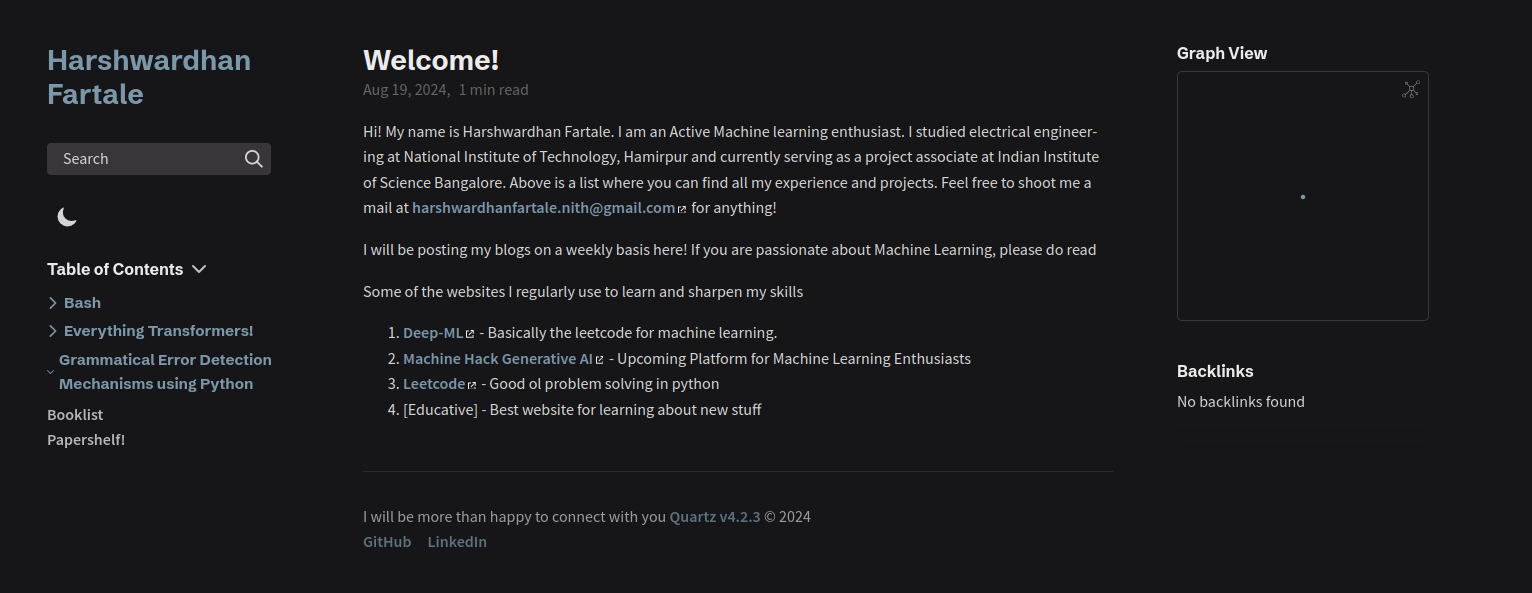 Harshwardhan
Fartale
Search
Table of Contents
Bash
Everything Transformers!
Grammatical Error Detection
Mechanisms using Python
Booklist
Papershelf!
Welcome!
Aug 19, 2024, 1 min read
Hi! My name is Harshwardhan Fartale. I am an Active Machine learning enthusiast. I studied electrical engineer-
ing at National Institute of Technology, Hamirpur and currently serving as a project associate at Indian Institute
of Science Bangalore. Above is a list where you can find all my experience and projects. Feel free to shoot me a
mail at harshwardhanfartale.nith@gmail.com for anything!
I will be posting my blogs on a weekly basis here! If you are passionate about Machine Learning, please do read
Some of the websites I regularly use to learn and sharpen my skills
1. Deep-ML - Basically the leetcode for machine learning.
2. Machine Hack Generative AI - Upcoming Platform for Machine Learning Enthusiasts
3. Leetcode - Good ol problem solving in python
4. [Educative] - Best website for learning about new stuff
I will be more than happy to connect with you Quartz v4.2.3 © 2024
GitHub LinkedIn
Graph View
Backlinks
No backlinks found